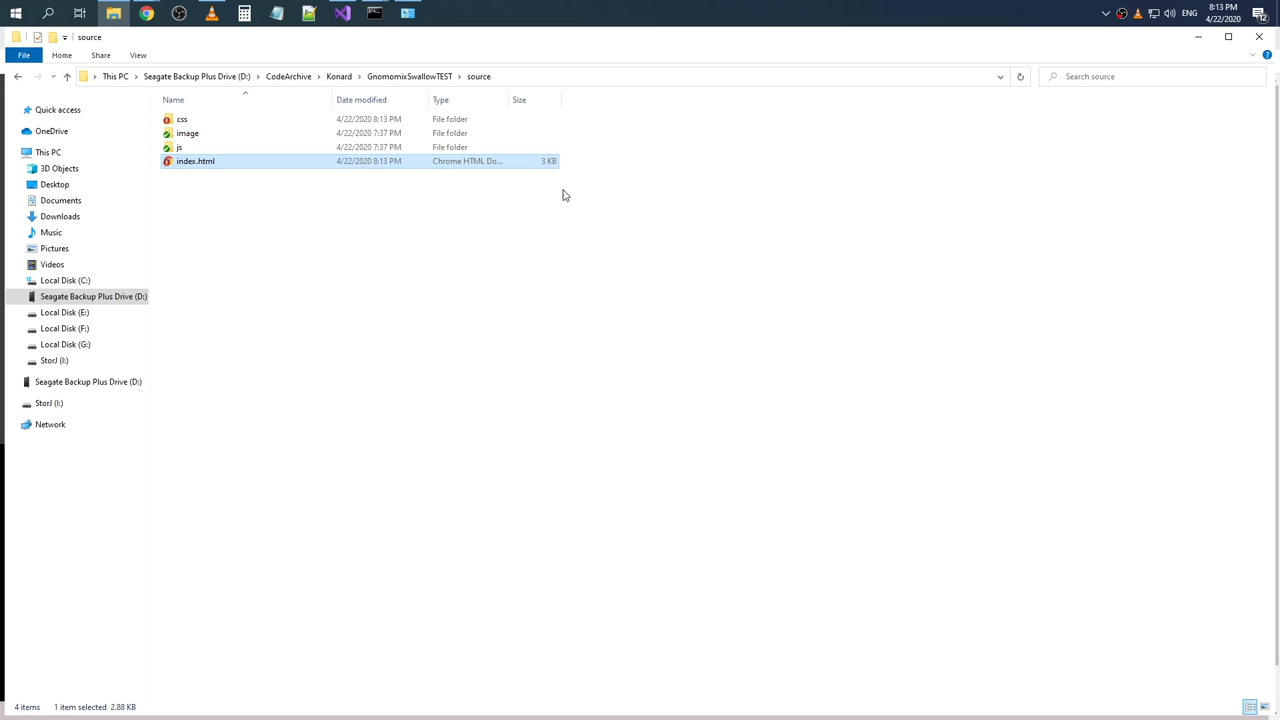 ENG
8:13 PM
4/22/2020
12
source
File
Home
Share
View
This PC
Seagate Backup Plus Drive (D:)
CodeArchive
Konard
GnomomixSwallowTEST
source
Search source
Name
Date modified
Type
Size
css
4/22/2020 8:13 PM
File folder
image
4/22/2020 7:37 PM
File folder
js
4/22/2020 7:37 PM
File folder
index.html
4/22/2020 8:13 PM
Chrome HTML Do...
3 KB
Quick access
OneDrive
This PC
3D Objects
Desktop
Documents
Downloads
Music
Pictures
Videos
Local Disk (C:)
Seagate Backup Plus Drive (D:)
Local Disk (E:)
Local Disk (F:)
Local Disk (G:)
StorJ (I:)
Seagate Backup Plus Drive (D:)
StorJ (I:)
Network
4 items
1 item selected 2.88 KB